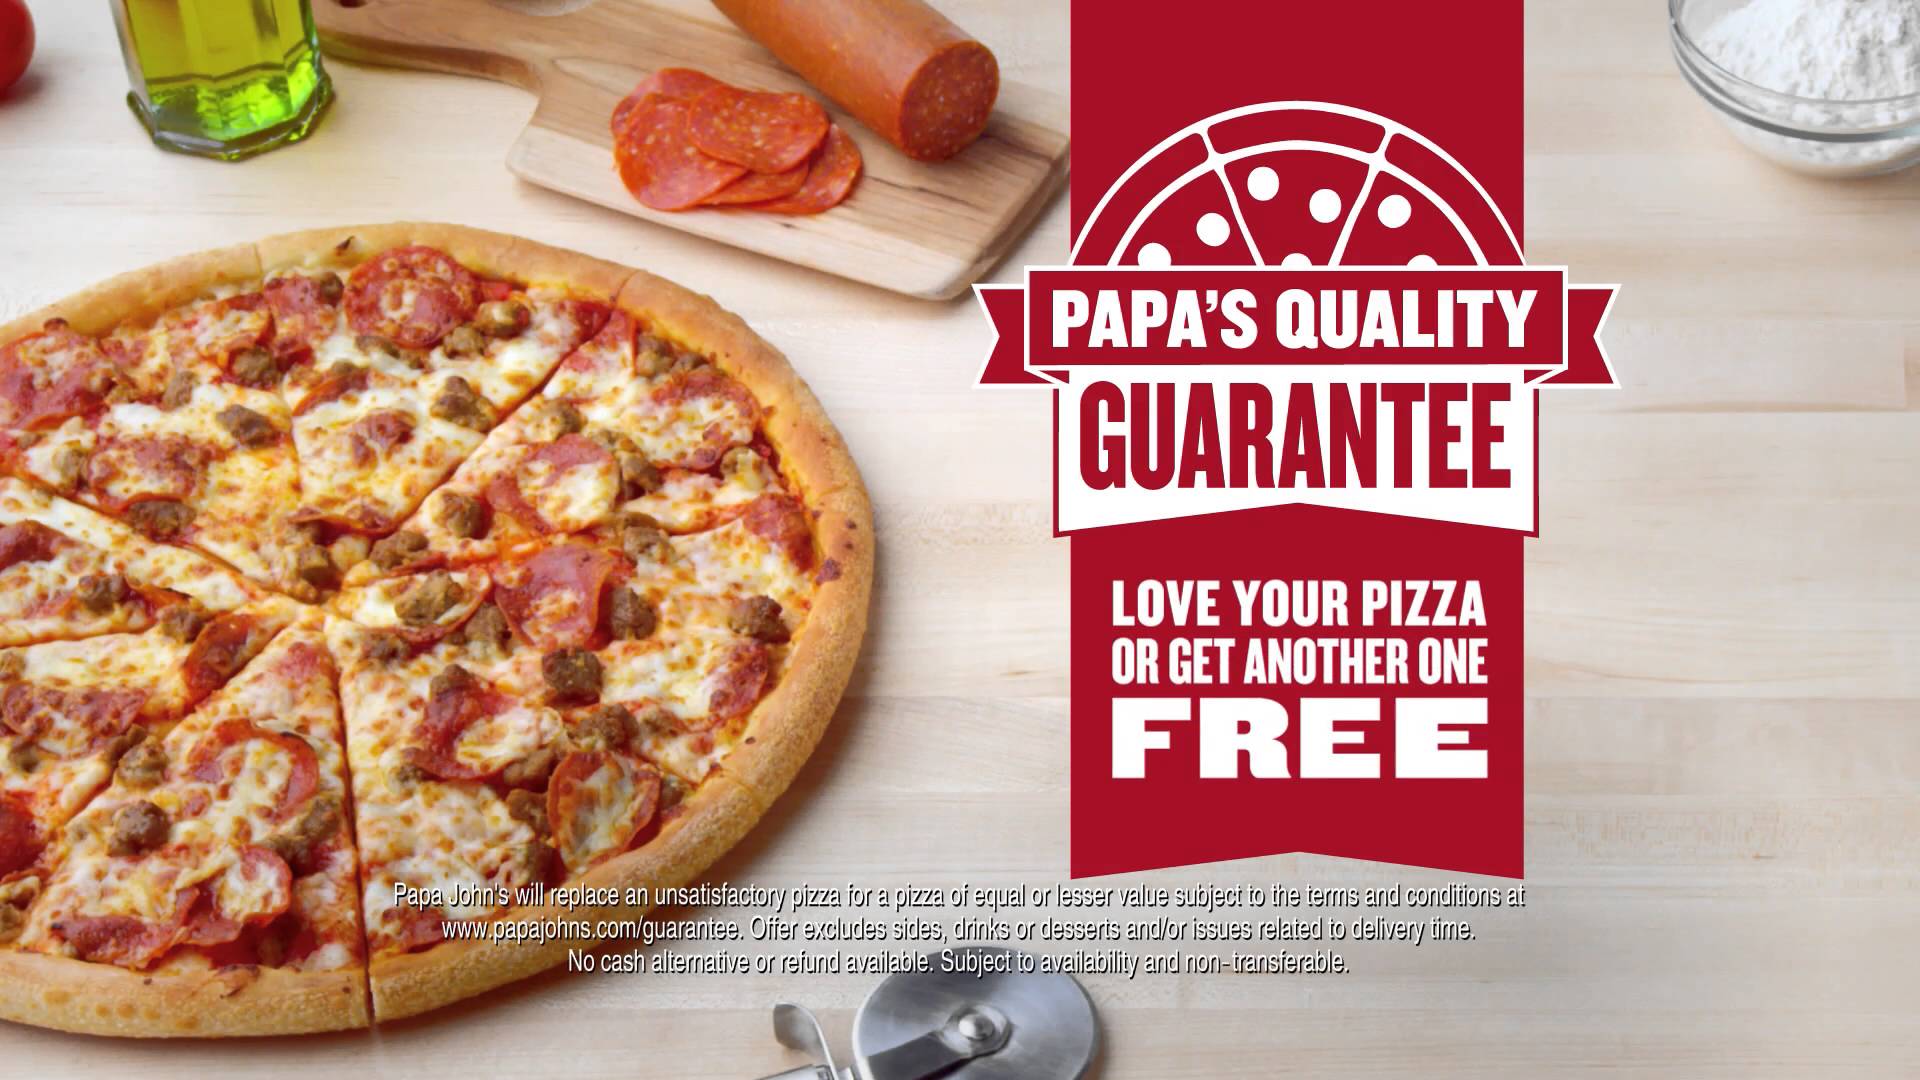 PAPA'S QUALITY
GUARANTEE
LOVE YOUR PIZZA
OR GET ANOTHER ONE
FREE
Papa John's will replace an unsatisfactory pizza for a pizza of equal or lesser value subject to the terms and conditions at
www.papajohns.com/guarantee. Offer excludes sides, drinks or desserts and/or issues related to delivery time.
No cash alternative or refund available. Subject to availability and non-transferable.